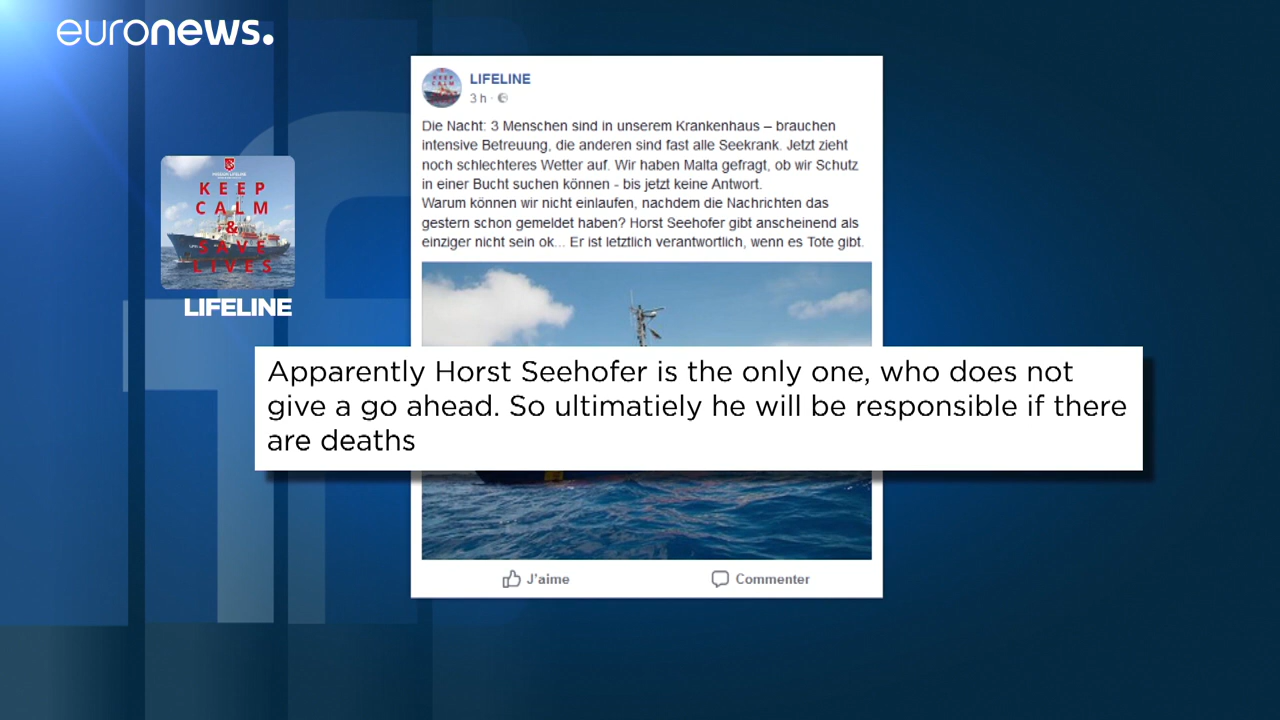 euronews.
LIFELINE
3 h
Die Nacht: 3 Menschen sind in unserem Krankenhaus – brauchen
intensive Betreuung, die anderen sind fast alle Seekrank. Jetzt zieht
noch schlechteres Wetter auf. Wir haben Malta gefragt, ob wir Schutz
in einer Bucht suchen können - bis jetzt keine Antwort.
Warum können wir nicht einlaufen, nachdem die Nachrichten das
gestern schon gemeldet haben? Horst Seehofer gibt anscheinend als
einziger nicht sein ok... Er ist letztlich verantwortlich, wenn es Tote gibt.
KEEP
CALM
&
SAVE
LIVES
LIFELINE
Apparently Horst Seehofer is the only one, who does not
give a go ahead. So ultimatiely he will be responsible if there
are deaths
J'aime
Commenter